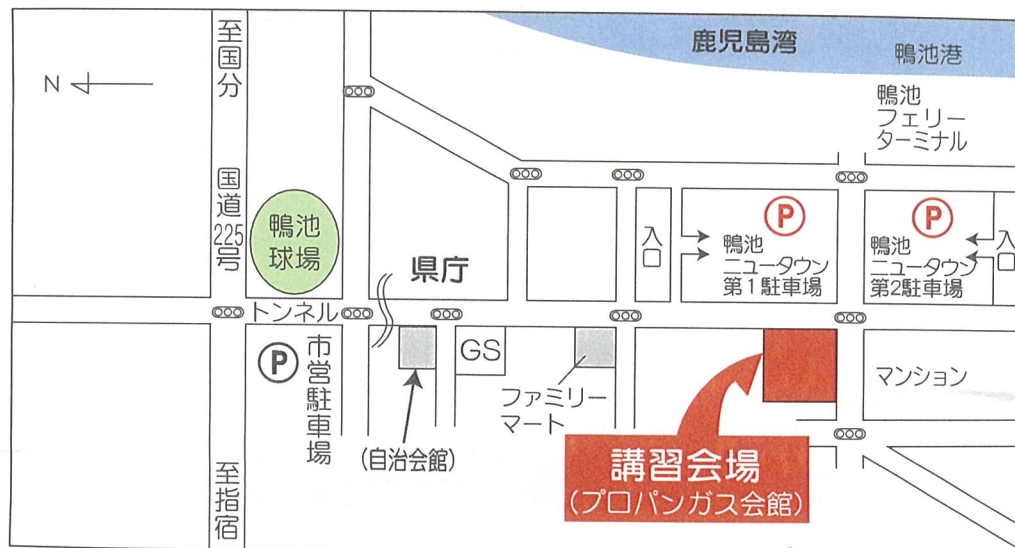 至国分
国道225号
至指宿
N
鹿児島湾
鴨池港
鴨池
フェリー
ターミナル
鴨池
球場
県庁
トンネル
P
市営駐車場
(自治会館)
GS
ファミリー
マート
入口
P
鴨池
ニュータウン
第1駐車場
P
鴨池
ニュータウン
第2駐車場
入口
マンション
講習会場
(プロパンガス会館)